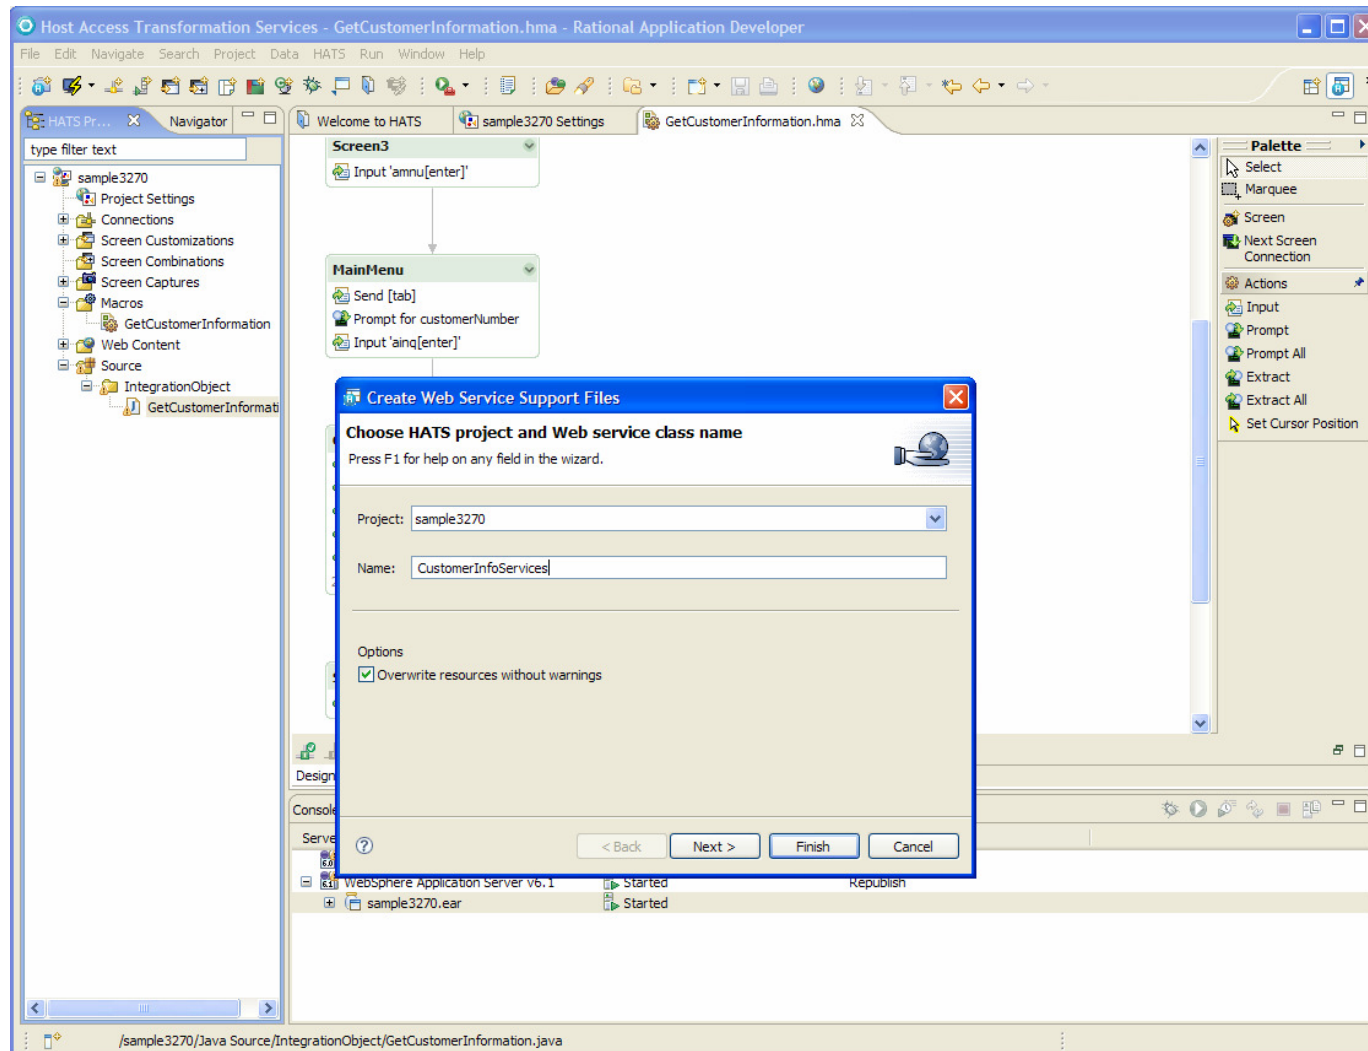 Host Access Transformation Services - GetCustomerInformation.hma - Rational Application Developer
File Edit Navigate Search Project Data HATS Run Window Help
HATS Pr... Navigator
Welcome to HATS sample3270 Settings GetCustomerInformation.hma
type filter text
sample3270
Project Settings
Connections
Screen Customizations
Screen Combinations
Screen Captures
Macros
GetCustomerInformation
Web Content
Source
IntegrationObject
GetCustomerInformati
Screen3
Input 'amnu[enter]'
MainMenu
Send [tab]
Prompt for customerNumber
Input 'ainq[enter]'
Palette
Select
Marquee
Screen
Next Screen
Connection
Actions
Input
Prompt
Prompt All
Extract
Extract All
Set Cursor Position
Create Web Service Support Files
Choose HATS project and Web service class name
Press F1 for help on any field in the wizard.
Project: sample3270
Name: CustomerInfoServices
Options
Overwrite resources without warnings
< Back Next > Finish Cancel
Design
Console
Serve
WebSphere Application Server v6.1 Started Republish
sample3270.ear Started
/sample3270/Java Source/IntegrationObject/GetCustomerInformation.java